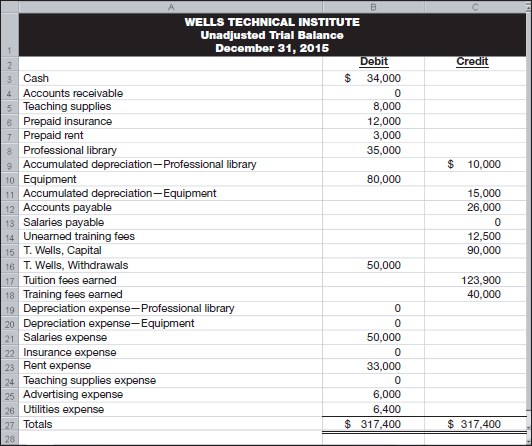 A B C
1 WELLS TECHNICAL INSTITUTE
Unadjusted Trial Balance
December 31, 2015
2 Debit Credit
3 Cash $ 34,000
4 Accounts receivable 0
5 Teaching supplies 8,000
6 Prepaid insurance 12,000
7 Prepaid rent 3,000
8 Professional library 35,000
9 Accumulated depreciation—Professional library $ 10,000
10 Equipment 80,000
11 Accumulated depreciation—Equipment 15,000
12 Accounts payable 26,000
13 Salaries payable 0
14 Unearned training fees 12,500
15 T. Wells, Capital 90,000
16 T. Wells, Withdrawals 50,000
17 Tuition fees earned 123,900
18 Training fees earned 40,000
19 Depreciation expense—Professional library 0
20 Depreciation expense—Equipment 0
21 Salaries expense 50,000
22 Insurance expense 0
23 Rent expense 33,000
24 Teaching supplies expense 0
25 Advertising expense 6,000
26 Utilities expense 6,400
27 Totals $ 317,400 $ 317,400
28